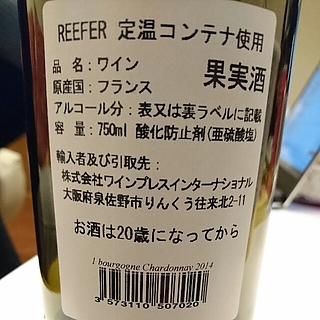 REEFER 定温コンテナ使用
品 名：ワイン
果実酒
原産国：フランス
アルコール分：表又は裏ラベルに記載
容 量：750ml 酸化防止剤(亜硫酸塩)
輸入者及び引取先：
株式会社ワインプレスインターナショナル
大阪府泉佐野市りんくう往来北2-11
お酒は20歳になってから
1 bourgogne Chardonnay 2014
3 573110 507020